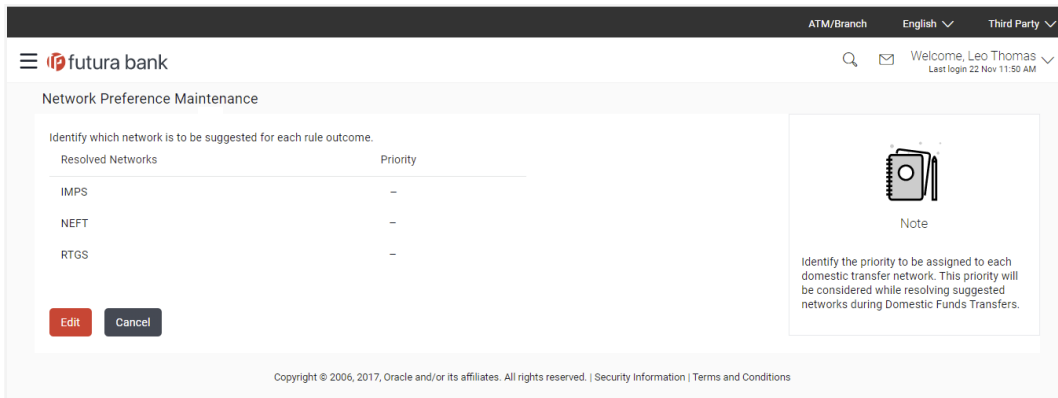 ATM/Branch English Third Party
futura bank
Welcome, Leo Thomas
Last login 22 Nov 11:50 AM
Network Preference Maintenance
Identify which network is to be suggested for each rule outcome.
Resolved Networks Priority
IMPS –
NEFT –
RTGS –
Edit Cancel
Note
Identify the priority to be assigned to each
domestic transfer network. This priority will
be considered while resolving suggested
networks during Domestic Funds Transfers.
Copyright © 2006, 2017, Oracle and/or its affiliates. All rights reserved. | Security Information | Terms and Conditions